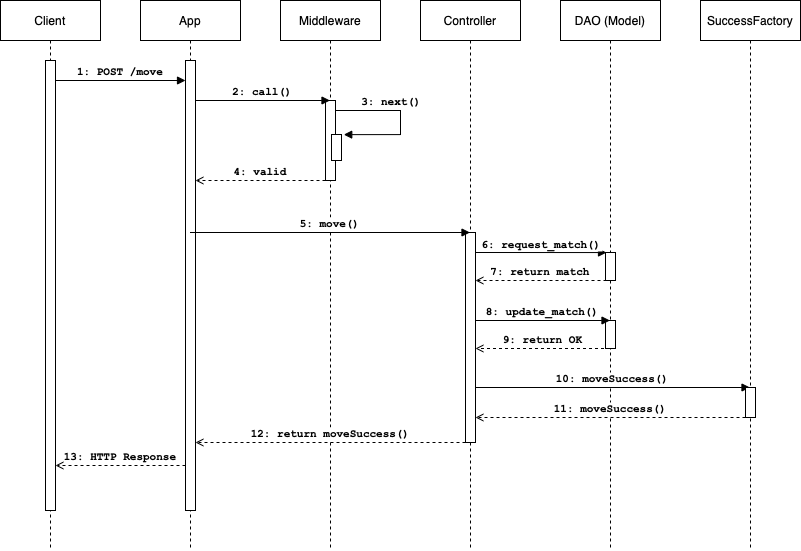 Client
App
Middleware
Controller
DAO (Model)
SuccessFactory
1: POST /move
2: call()
3: next()
4: valid
5: move()
6: request_match()
7: return match
8: update_match()
9: return OK
10: moveSuccess()
11: moveSuccess()
12: return moveSuccess()
13: HTTP Response